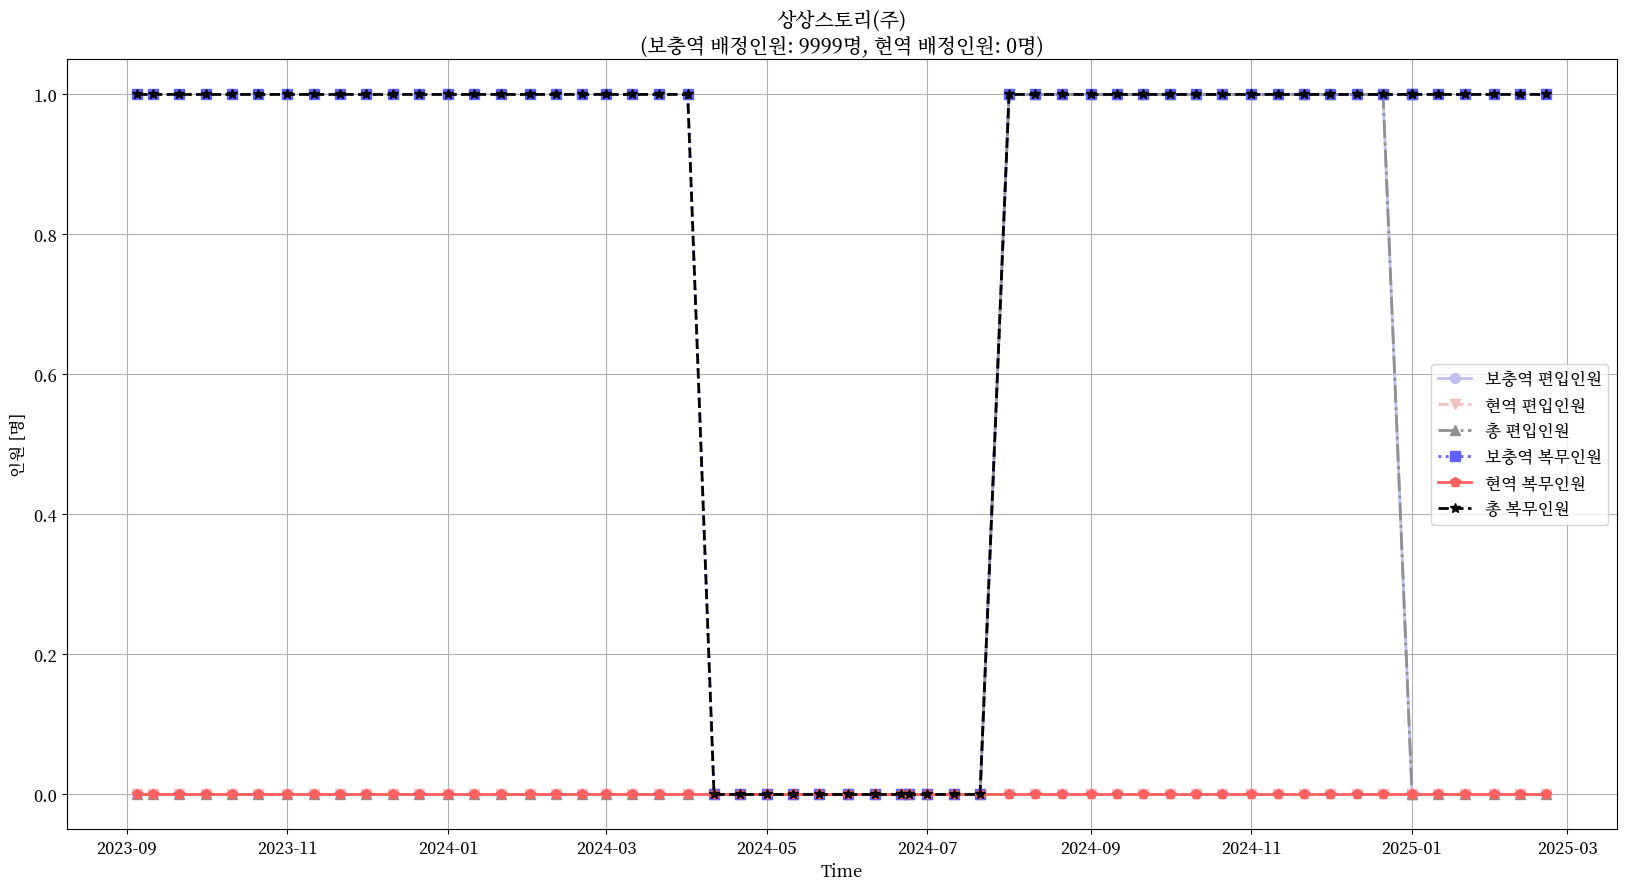 상상스토리(주)
(보충역 배정인원: 9999명, 현역 배정인원: 0명)
1.0
0.8
0.6
0.4
0.2
0.0
인원 [명]
보충역 편입인원
현역 편입인원
총 편입인원
보충역 복무인원
현역 복무인원
총 복무인원
2023-09 2023-11 2024-01 2024-03 2024-05 2024-07 2024-09 2024-11 2025-01 2025-03
Time